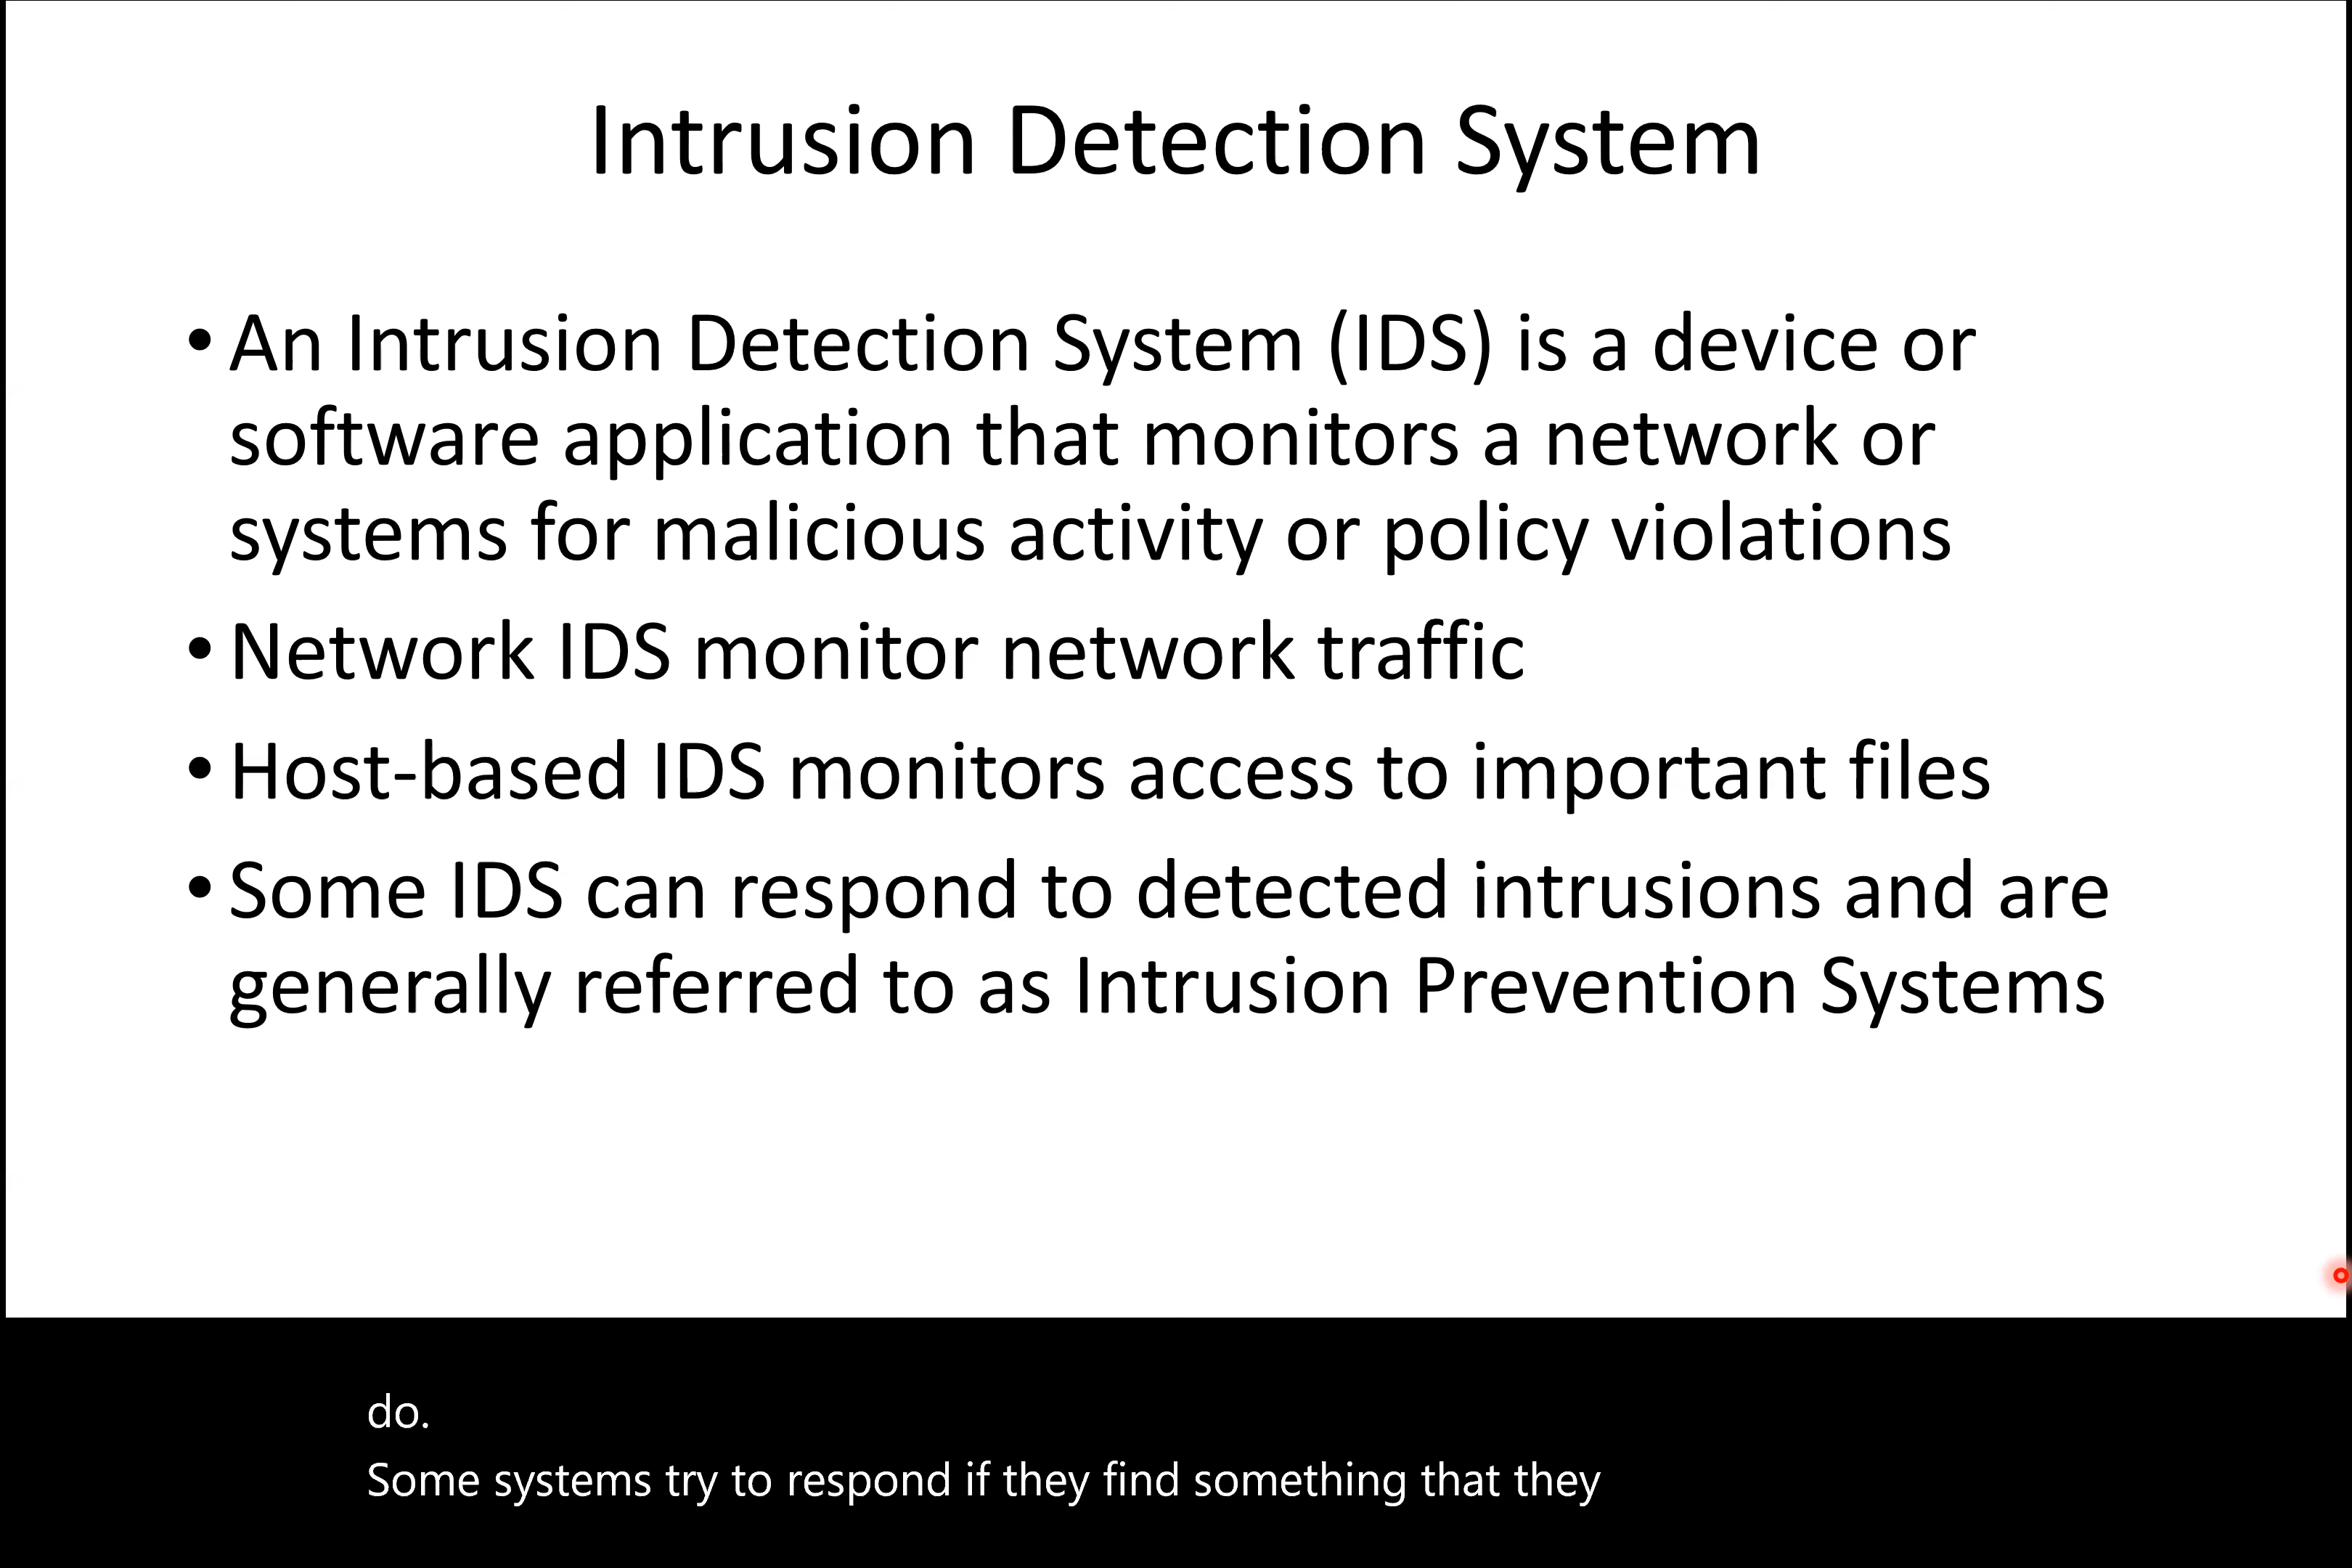 Intrusion Detection System
• An Intrusion Detection System (IDS) is a device or
software application that monitors a network or
systems for malicious activity or policy violations
• Network IDS monitor network traffic
• Host-based IDS monitors access to important files
• Some IDS can respond to detected intrusions and are
generally referred to as Intrusion Prevention Systems
do.
Some systems try to respond if they find something that they